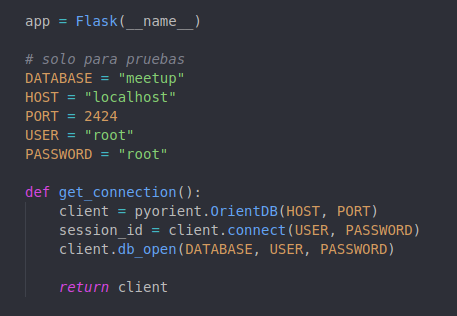 app = Flask(__name__)
# solo para pruebas
DATABASE = "meetup"
HOST = "localhost"
PORT = 2424
USER = "root"
PASSWORD = "root"
def get_connection():
    client = pyorient.OrientDB(HOST, PORT)
    session_id = client.connect(USER, PASSWORD)
    client.db_open(DATABASE, USER, PASSWORD)
    return client